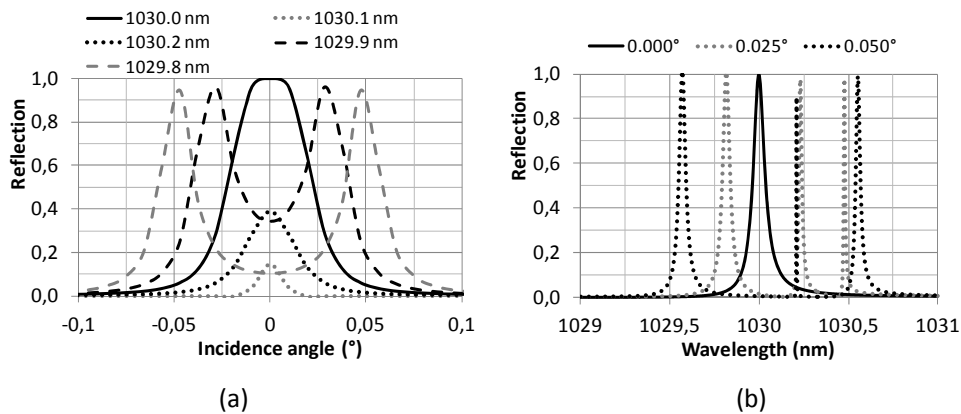 1030.0 nm 1030.1 nm
1030.2 nm 1029.9 nm
1029.8 nm
Reflection
1,0
0,8
0,6
0,4
0,2
0,0
-0,1 -0,05 0 0,05 0,1
Incidence angle (°)
(a)
0.000° 0.025° 0.050°
Reflection
1,0
0,8
0,6
0,4
0,2
0,0
1029 1029,5 1030 1030,5 1031
Wavelength (nm)
(b)